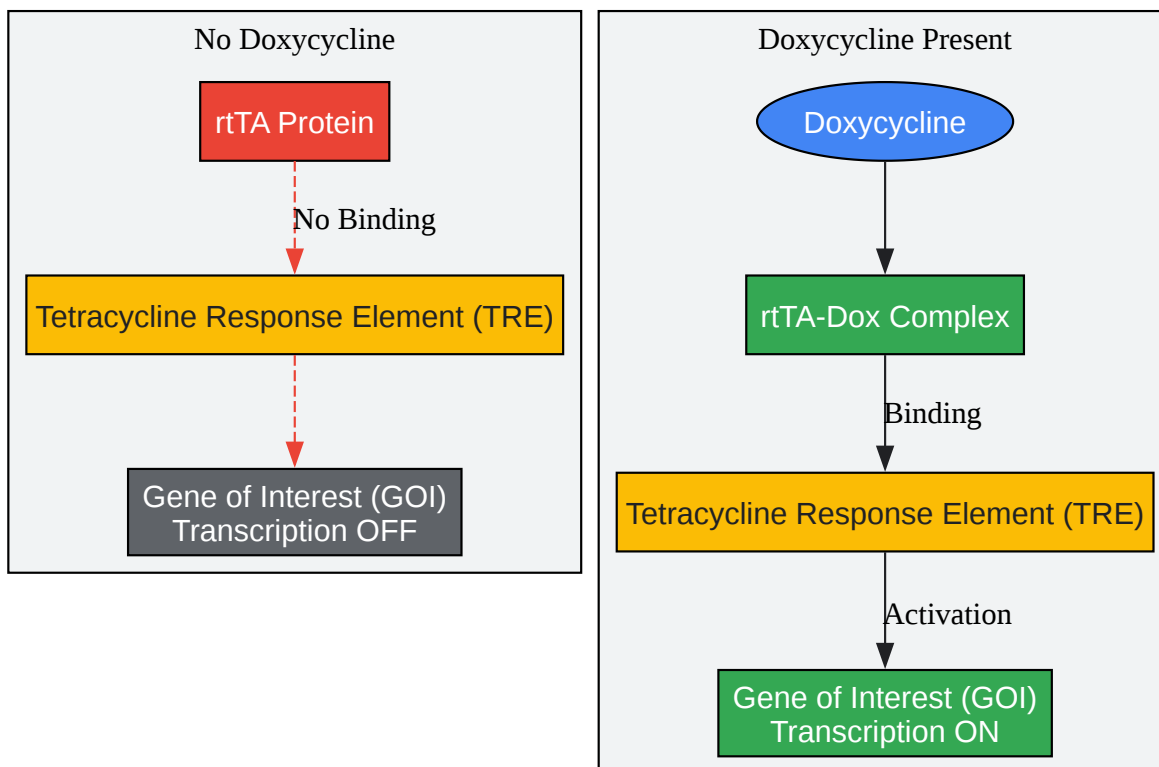 No Doxycycline
rtTA Protein
No Binding
Tetracycline Response Element (TRE)
Gene of Interest (GOI)
Transcription OFF
Doxycycline Present
Doxycycline
rtTA-Dox Complex
Binding
Tetracycline Response Element (TRE)
Activation
Gene of Interest (GOI)
Transcription ON